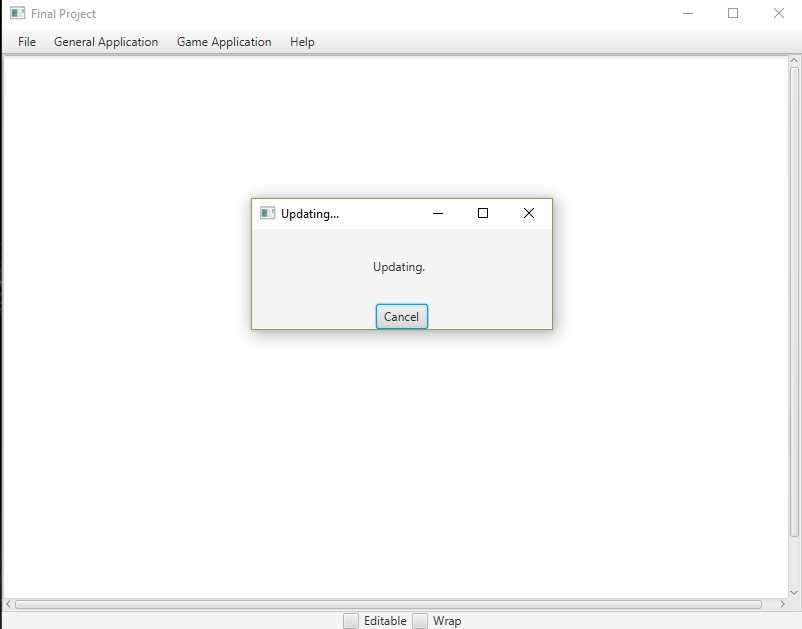 Final Project
File General Application Game Application Help
Updating...
Updating.
Cancel
Editable Wrap